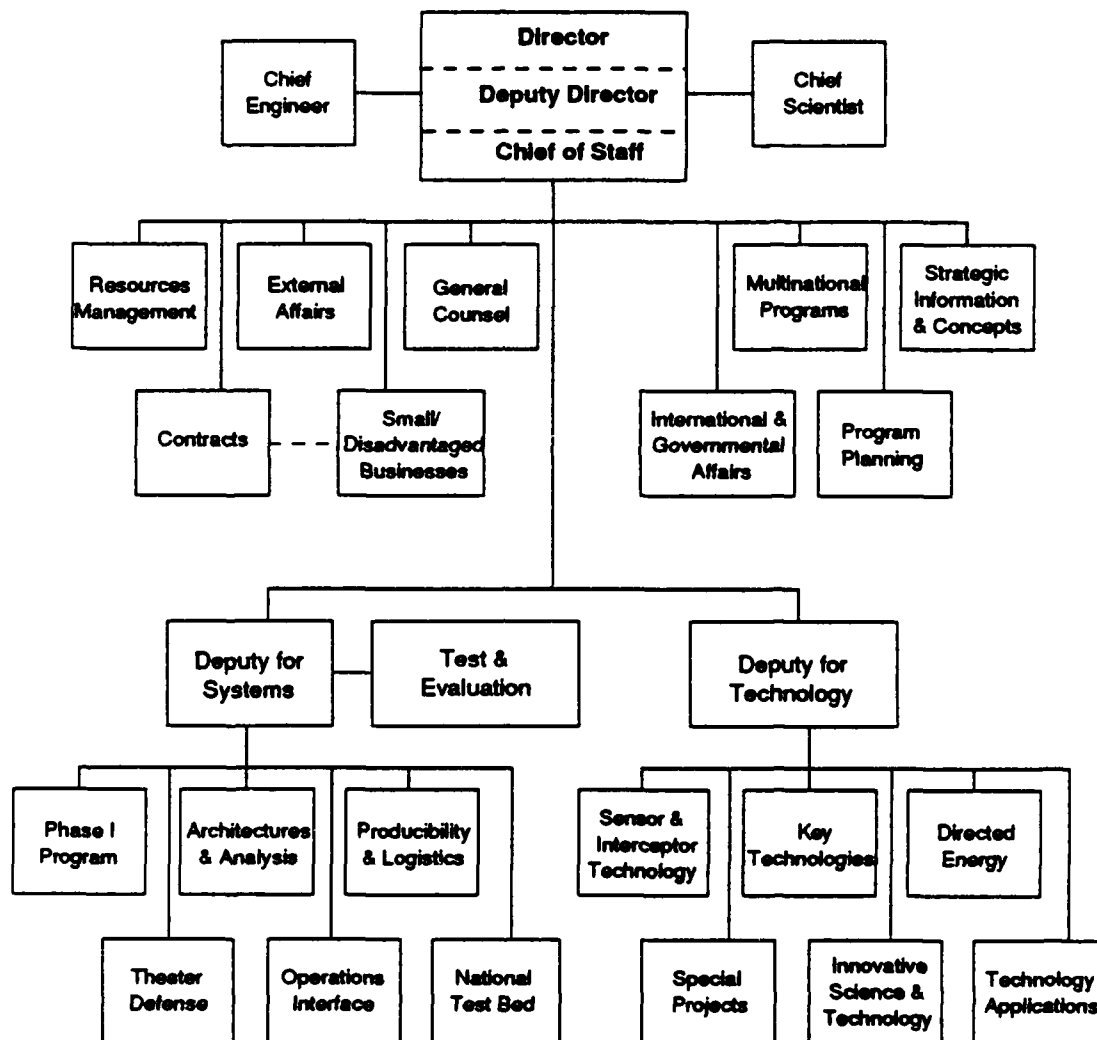 Director
Chief
Engineer
Deputy Director
Chief
Scientist
Chief of Staff
Resources
Management
External
Affairs
General
Counsel
Multinational
Programs
Strategic
Information
& Concepts
Contracts
Small/
Disadvantaged
Businesses
International &
Governmental
Affairs
Program
Planning
Deputy for
Systems
Test &
Evaluation
Deputy for
Technology
Phase I
Program
Architectures
& Analysis
Producibility
& Logistics
Sensor &
Interceptor
Technology
Key
Technologies
Directed
Energy
Theater
Defense
Operations
Interface
National
Test Bed
Special
Projects
Innovative
Science &
Technology
Technology
Applications